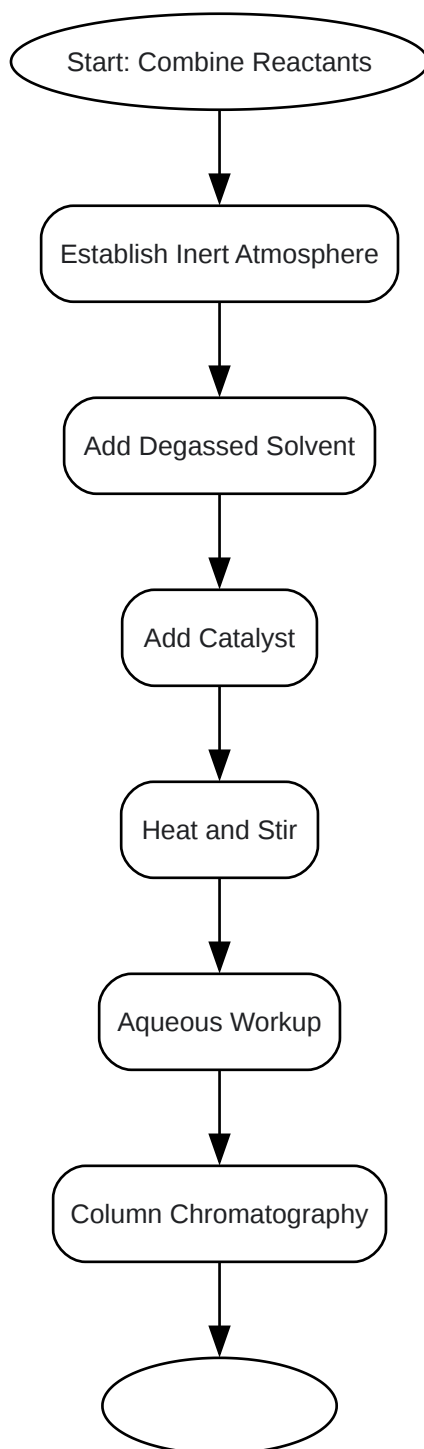 Start: Combine Reactants
Establish Inert Atmosphere
Add Degassed Solvent
Add Catalyst
Heat and Stir
Aqueous Workup
Column Chromatography